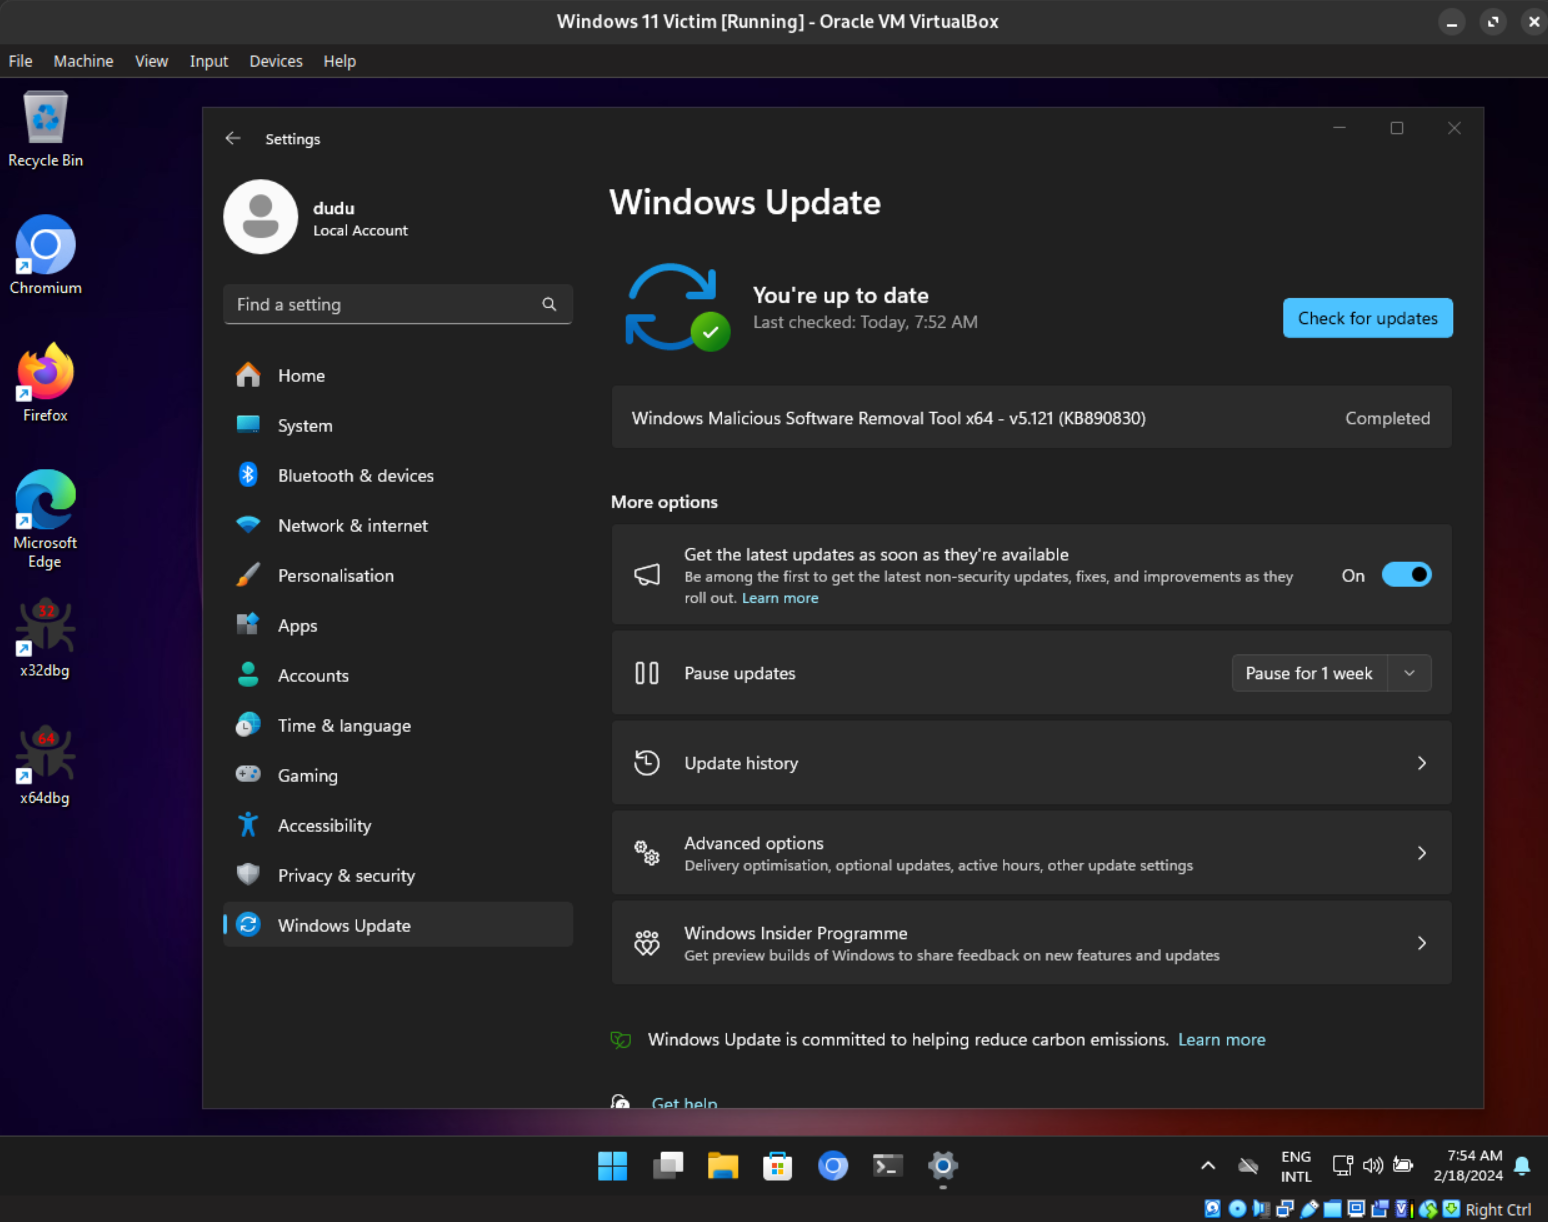 Windows 11 Victim [Running] - Oracle VM VirtualBox
File Machine View Input Devices Help
Recycle Bin
Chromium
Firefox
Microsoft
Edge
32
x32dbg
64
x64dbg
Settings
dudu
Local Account
Find a setting
Home
System
Bluetooth & devices
Network & internet
Personalisation
Apps
Accounts
Time & language
Gaming
Accessibility
Privacy & security
Windows Update
Windows Update
You're up to date
Last checked: Today, 7:52 AM
Check for updates
Windows Malicious Software Removal Tool x64 - v5.121 (KB890830)
Completed
More options
Get the latest updates as soon as they're available
Be among the first to get the latest non-security updates, fixes, and improvements as they
roll out. Learn more
On
Pause updates
Pause for 1 week
Update history
Advanced options
Delivery optimisation, optional updates, active hours, other update settings
Windows Insider Programme
Get preview builds of Windows to share feedback on new features and updates
Windows Update is committed to helping reduce carbon emissions. Learn more
Get help
ENG
INTL
7:54 AM
2/18/2024
Right Ctrl